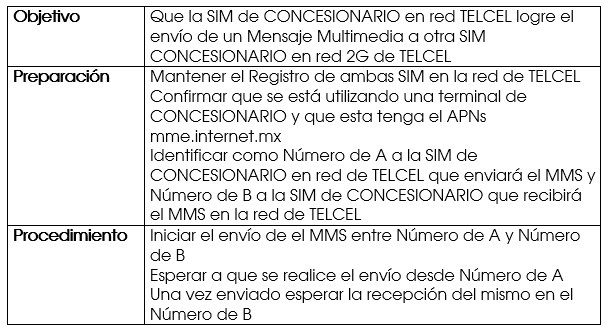 Objetivo
Que la SIM de CONCESIONARIO en red TELCEL logre el
envío de un Mensaje Multimedia a otra SIM
CONCESIONARIO en red 2G de TELCEL
Preparación
Mantener el Registro de ambas SIM en la red de TELCEL
Confirmar que se está utilizando una terminal de
CONCESIONARIO y que esta tenga el APNs
mme.internet.mx
Identificar como Número de A a la SIM de
CONCESIONARIO en red de TELCEL que enviará el MMS y
Número de B a la SIM de CONCESIONARIO que recibirá
el MMS en la red de TELCEL
Procedimiento
Iniciar el envío de el MMS entre Número de A y Número
de B
Esperar a que se realice el envío desde Número de A
Una vez enviado esperar la recepción del mismo en el
Número de B